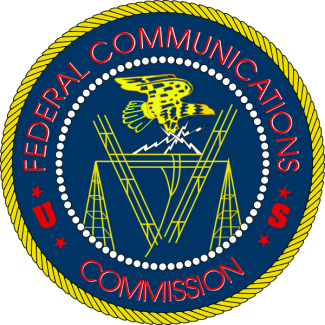 FEDERAL COMMUNICATIONS
U S
COMMISSION